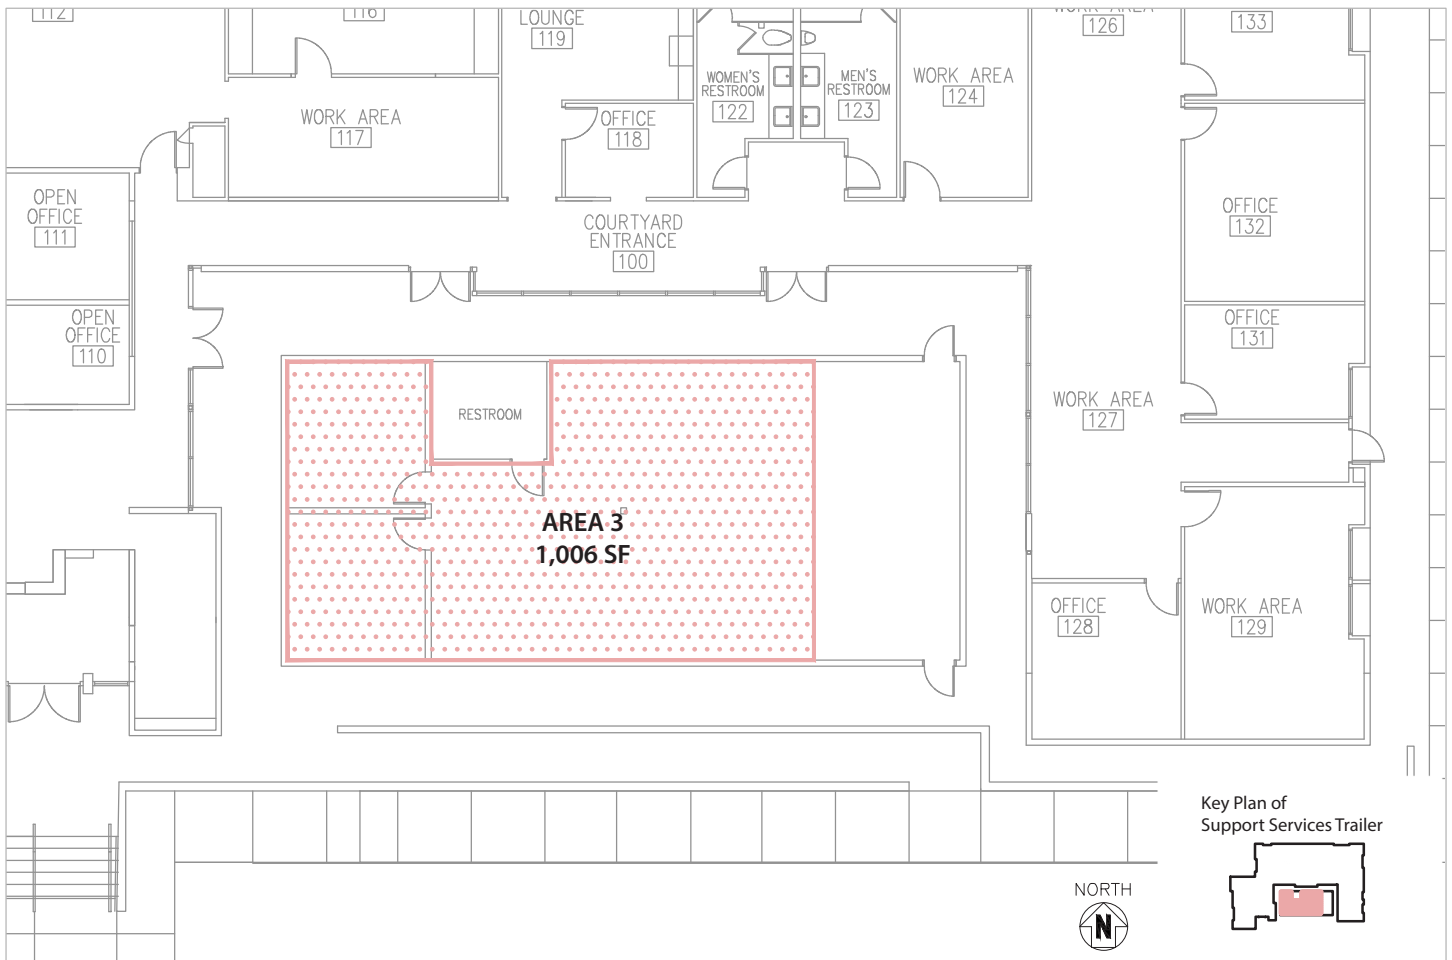 112
116
LOUNGE
119
WORK AREA
126
133
WORK AREA
117
OFFICE
118
WOMEN'S
RESTROOM
122
MEN'S
RESTROOM
123
WORK AREA
124
OPEN
OFFICE
111
COURTYARD
ENTRANCE
100
OFFICE
132
OPEN
OFFICE
110
OFFICE
131
RESTROOM
WORK AREA
127
AREA 3
1,006 SF
OFFICE
128
WORK AREA
129
Key Plan of
Support Services Trailer
NORTH
N